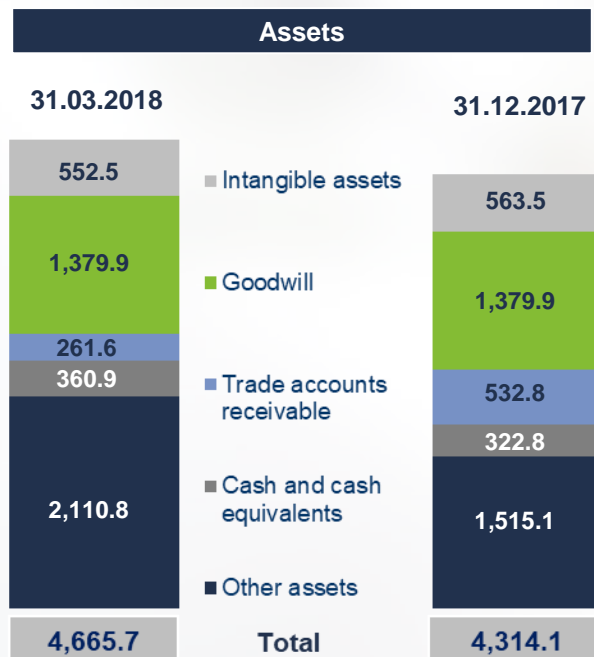 Assets
31.03.2018
31.12.2017
552.5
Intangible assets
563.5
1,379.9
Goodwill
1,379.9
261.6
360.9
Trade accounts
receivable
532.8
322.8
2,110.8
Cash and cash
equivalents
1,515.1
Other assets
4,665.7 Total 4,314.1